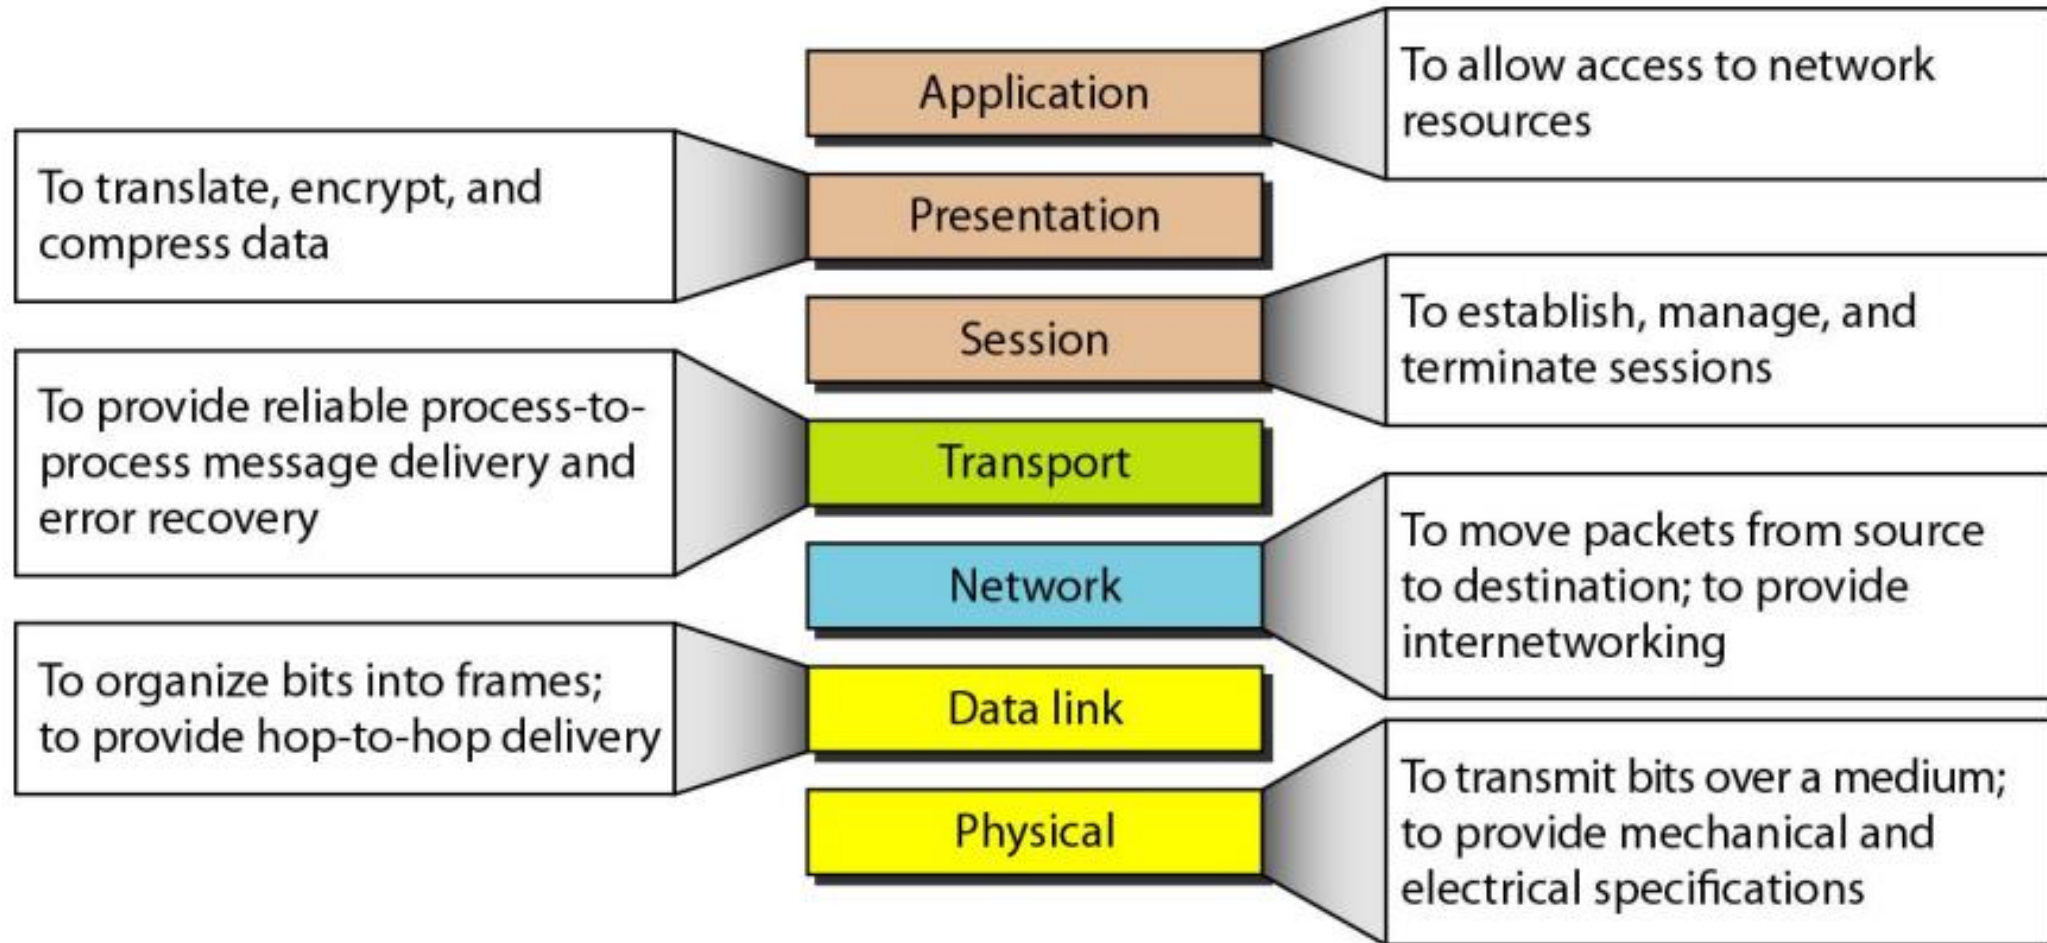 Application
To allow access to network
resources
To translate, encrypt, and
compress data
Presentation
Session
To establish, manage, and
terminate sessions
To provide reliable process-to-
process message delivery and
error recovery
Transport
Network
To move packets from source
to destination; to provide
internetworking
To organize bits into frames;
to provide hop-to-hop delivery
Data link
Physical
To transmit bits over a medium;
to provide mechanical and
electrical specifications